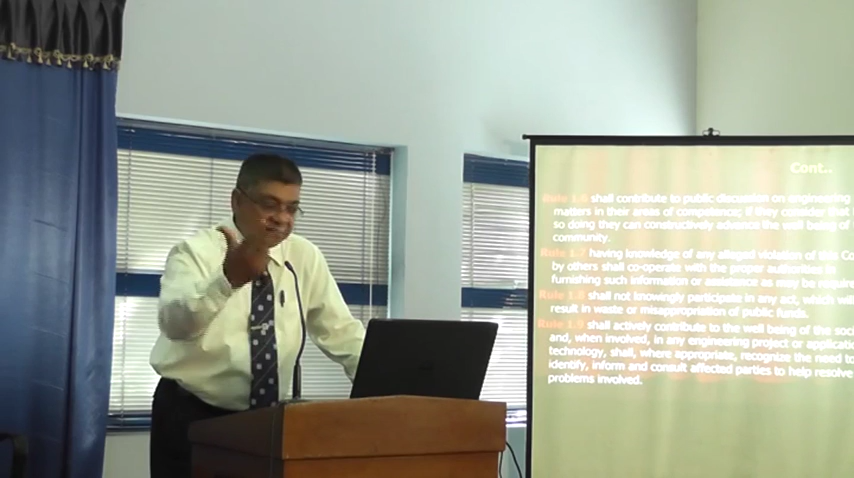 Cont..
Rule 1.6 shall contribute to public discussion on engineering
matters in their areas of competence; if they consider that
so doing they can constructively advance the well being of
community.
Rule 1.7 having knowledge of any alleged violation of this Co
by others shall co-operate with the proper authorities in
furnishing such information or assistance as may be require
Rule 1.8 shall not knowingly participate in any act, which will
result in waste or misappropriation of public funds.
Rule 1.9 shall actively contribute to the well being of the soci
and, when involved, in any engineering project or applicatio
technology, shall, where appropriate, recognize the need to
identify, inform and consult affected parties to help resolve
problems involved.